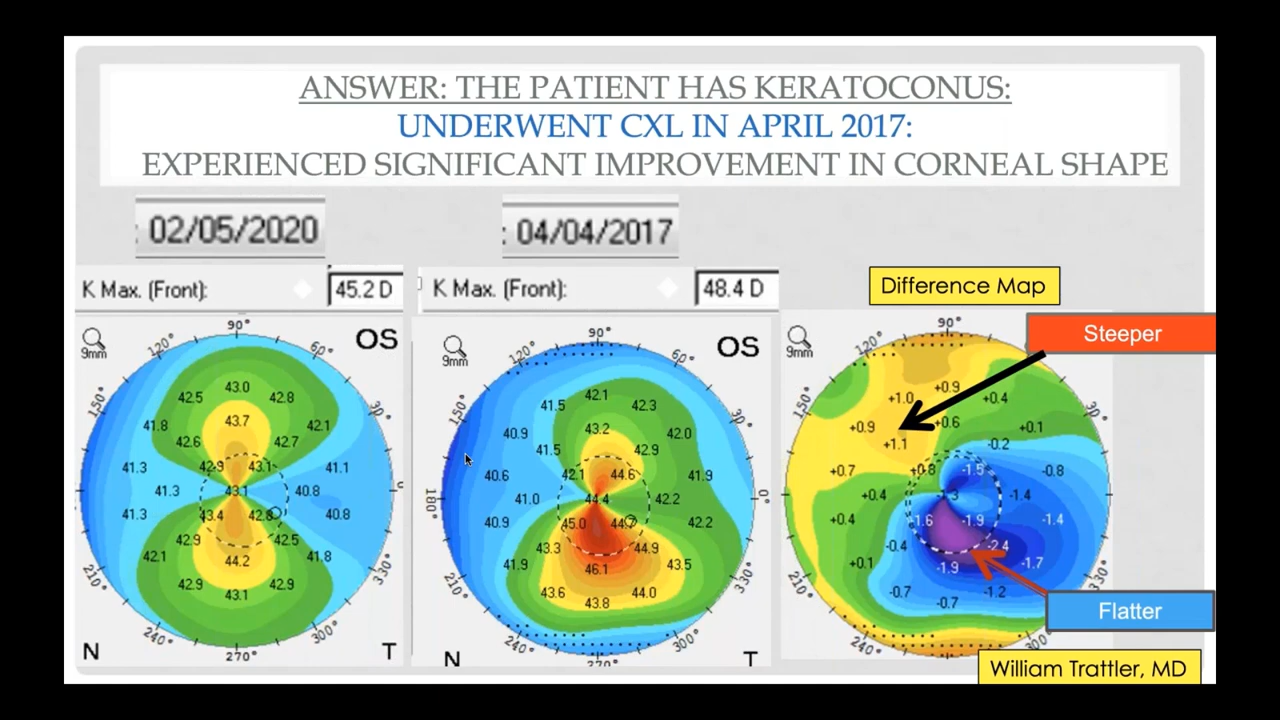 ANSWER: THE PATIENT HAS KERATOCONUS:
UNDERWENT CXL IN APRIL 2017:
EXPERIENCED SIGNIFICANT IMPROVEMENT IN CORNEAL SHAPE
: 02/05/2020
: 04/04/2017
K Max. (Front): 45.2 D
K Max. (Front): 48.4 D
Difference Map
Steeper
9mm
OS
90°
120°
60°
150°
30°
42.5 43.0 42.8
43.7
41.8 42.1
42.6 42.7
41.3 42.9 43.1 41.1
41.3 43.1 40.8
41.3 43.4 42.8 40.8
42.9 42.5
42.1 41.8
44.2
42.9 43.1 42.9
0°
210°
330°
240°
300°
270°
N
T
9mm
OS
90°
120°
60°
150°
30°
41.5 42.1 42.3
43.2
40.9 42.0
41.5 42.9
40.6 42.1 44.6 41.9
41.0 44.4 42.2
40.9 45.0 44.7 42.2
43.3 44.9
41.9 43.5
46.1
43.6 43.8 44.0
180°
0°
210°
330°
240°
300°
270°
N
T
9mm
90°
120°
150°
30°
+1.0 +0.9 +0.4
+0.6
+0.9 +0.1
+1.1 -0.2
+0.7 +0.8 -1.5 -0.8
+0.4 -1.4
+0.4 -1.6 -1.9 -1.4
-0.4 -2.4
+0.1 -1.7
-1.9
-0.7 -0.7 -1.2
210°
330°
240°
300°
Flatter
William Trattler, MD